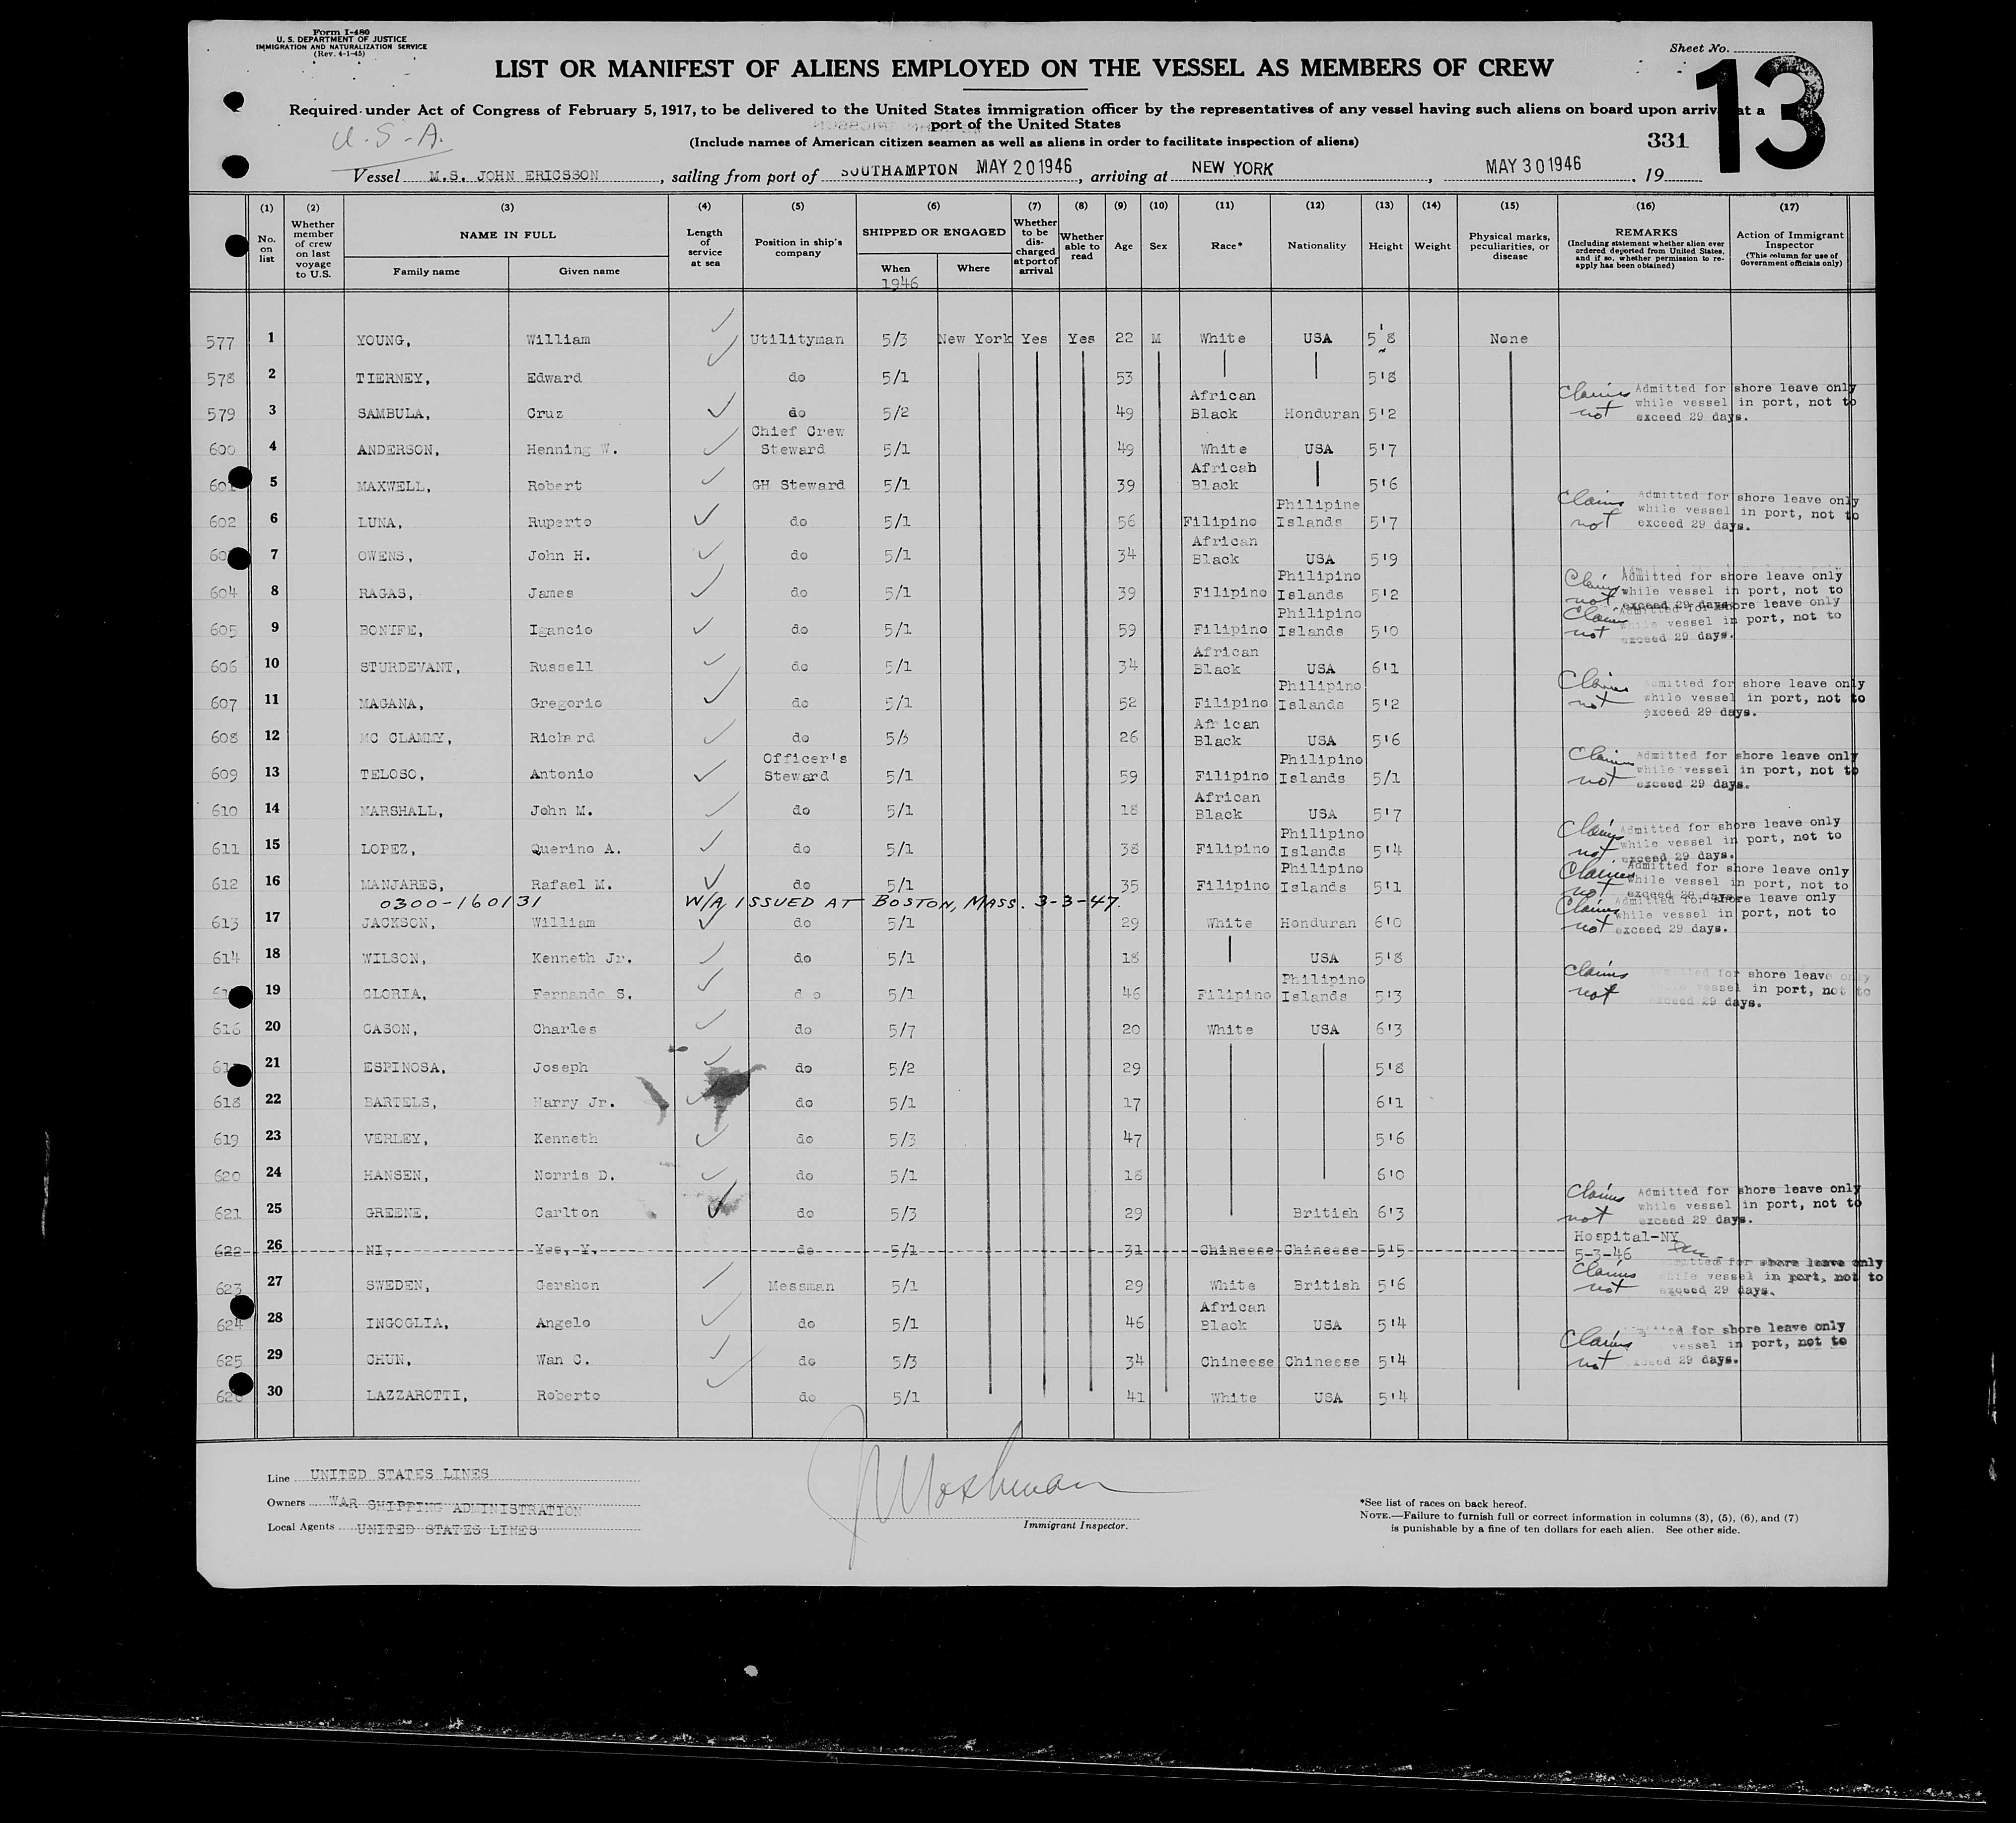 Form I-480
U. S. DEPARTMENT OF JUSTICE
IMMIGRATION AND NATURALIZATION SERVICE
(Rev. 4-1-45)
Sheet No.
13
LIST OR MANIFEST OF ALIENS EMPLOYED ON THE VESSEL AS MEMBERS OF CREW
Required under Act of Congress of February 5, 1917, to be delivered to the United States immigration officer by the representatives of any vessel having such aliens on board upon arrival at a
port of the United States
U.S.A.
(Include names of American citizen seamen as well as aliens in order to facilitate inspection of aliens)
331
Vessel M.S. JOHN ERICSSON, sailing from port of SOUTHAMPTON MAY 20 1946, arriving at NEW YORK, MAY 30 1946, 19
(1) (2) (3) (4) (5) (6) (7) (8) (9) (10) (11) (12) (13) (14) (15) (16) (17)
No. on list Whether member of crew on last voyage to U.S. NAME IN FULL Family name Given name Length of service at sea Position in ship's company SHIPPED OR ENGAGED When 1946 Where Whether to be discharged at port of arrival Whether able to read Age Sex Race* Nationality Height Weight Physical marks, peculiarities, or disease REMARKS (Including statement whether alien ever ordered deported from United States, and if so, whether permission to reapply has been obtained) Action of Immigrant Inspector (This column for use of Government officials only)
577 1 YOUNG, William Utilityman 5/3 New York Yes Yes 22 M White USA 5'8 None
578 2 TIERNEY, Edward do 5/1 53 5'8
579 3 SAMBULA, Cruz do 5/2 49 African Black Honduran 5'2 Claims not Admitted for shore leave only while vessel in port, not to exceed 29 days.
600 4 ANDERSON, Henning W. Chief Crew Steward 5/1 49 White USA 5'7
601 5 MAXWELL, Robert GH Steward 5/1 39 African Black 5'6
602 6 LUNA, Ruperto do 5/1 56 Filipino Philipine Islands 5'7 Claims not Admitted for shore leave only while vessel in port, not to exceed 29 days.
60 7 OWENS, John H. do 5/1 34 African Black USA 5'9
604 8 RAGAS, James do 5/1 39 Filipino Philipino Islands 5'2 Claims not Admitted for shore leave only while vessel in port, not to exceed 29 days.
605 9 BONIFE, Igancio do 5/1 59 Filipino Philipino Islands 5'0 Claims not Admitted for shore leave only while vessel in port, not to exceed 29 days.
606 10 STURDEVANT, Russell do 5/1 34 African Black USA 6'1
607 11 MAGANA, Gregorio do 5/1 52 Filipino Philipino Islands 5'2 Claims not Admitted for shore leave only while vessel in port, not to exceed 29 days.
608 12 MC CLAMMY, Richard do 26 African Black USA 5'6
609 13 TELOSO, Antonio Officer's Steward 5/1 59 Filipino Philipino Islands 5/1 Claims not Admitted for shore leave only while vessel in port, not to exceed 29 days.
610 14 MARSHALL, John M. do 5/1 18 African Black USA 5'7
611 15 LOPEZ, Querino A. do 5/1 38 Filipino Philipino Islands 5'4 Claims not Admitted for shore leave only while vessel in port, not to exceed 29 days.
612 16 MANJARES, Rafael M. do 5/1 35 Filipino Philipino Islands 5'1 Claims not Admitted for shore leave only while vessel in port, not to exceed 29 days.
0300-160131 W/A ISSUED AT BOSTON, MASS. 3-3-47.
613 17 JACKSON, William do 5/1 29 White Honduran 6'0 Claims not Admitted for shore leave only while vessel in port, not to exceed 29 days.
614 18 WILSON, Kenneth Jr. do 5/1 18 USA 5'8
61 19 GLORIA, Fernando S. do 5/1 46 Filipino Philipino Islands 5'3 Claims not Admitted for shore leave only vessel in port, not to exceed 29 days.
616 20 CASON, Charles do 5/7 20 White USA 6'3
61 21 ESPINOSA, Joseph do 5/2 29 5'8
618 22 BARTELS, Harry Jr. do 5/1 17 6'1
619 23 VERLEY, Kenneth do 5/3 47 5'6
620 24 HANSEN, Norris D. do 5/1 18 6'0
621 25 GREENE, Carlton do 5/3 29 British 6'3 Claims not Admitted for shore leave only while vessel in port, not to exceed 29 days.
622 26 NI, Yee, Y. do 5/1 31 Chineese Chineese 5'5 Hospital-NY 5-3-46
623 27 SWEDEN, Gershon Messman 5/1 29 White British 5'6 Claims not Admitted for shore leave only while vessel in port, not to exceed 29 days.
624 28 INGOGLIA, Angelo do 5/1 46 African Black USA 5'4
625 29 CHUN, Wan C. do 5/3 34 Chineese Chineese 5'4 Claims not for shore leave only vessel in port, not to exceed 29 days.
626 30 LAZZAROTTI, Roberto do 5/1 41 White USA 5'4
Line UNITED STATES LINES
Owners WAR SHIPPING ADMINISTRATION
Local Agents UNITED STATES LINES
Immigrant Inspector.
*See list of races on back hereof.
NOTE.—Failure to furnish full or correct information in columns (3), (5), (6), and (7)
is punishable by a fine of ten dollars for each alien. See other side.